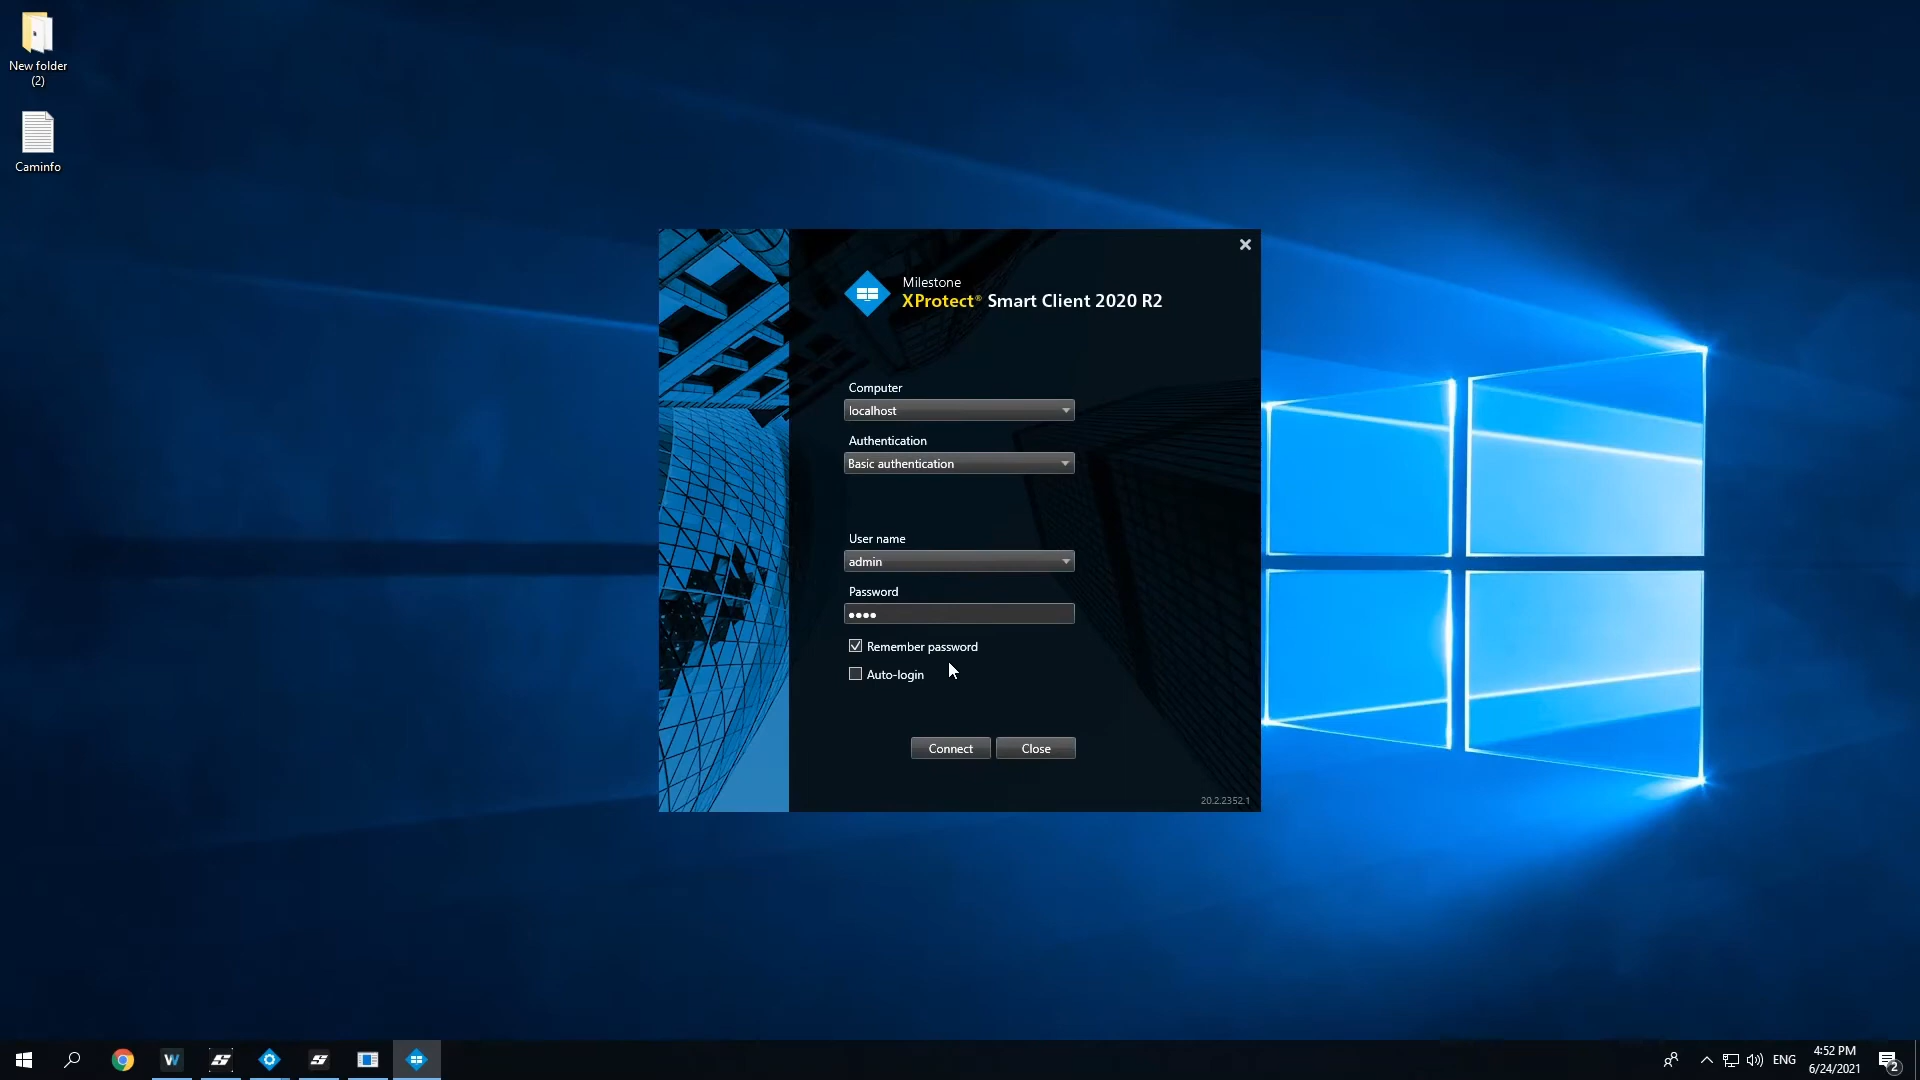 New folder
(2)
Caminfo
Milestone
XProtect® Smart Client 2020 R2
Computer
localhost
Authentication
Basic authentication
User name
admin
Password
••••
Remember password
Auto-login
Connect
Close
20.2.2352.1
W
ENG
4:52 PM
6/24/2021
2